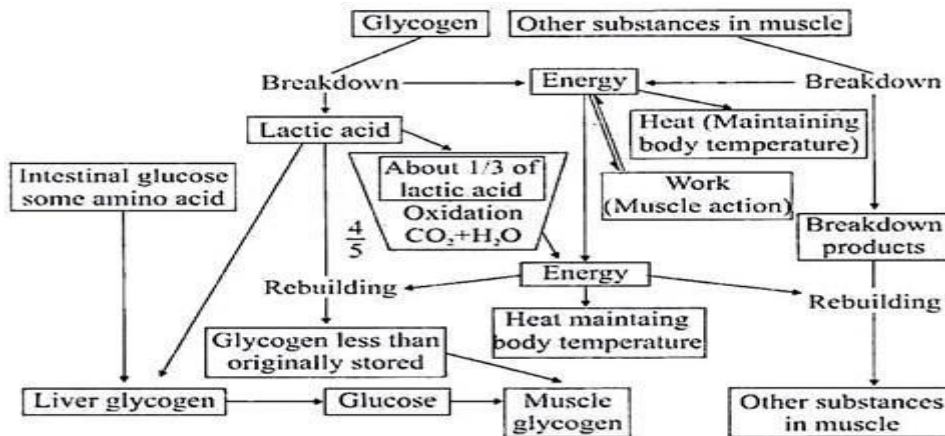 Glycogen
Other substances in muscle
Breakdown
Energy
Breakdown
Lactic acid
Heat (Maintaining
body temperature)
Intestinal glucose
some amino acid
About 1/3 of
lactic acid
Oxidation
CO₂+H₂O
Work
(Muscle action)
4/5
Breakdown
products
Rebuilding
Energy
Rebuilding
Glycogen less than
originally stored
Heat maintaing
body temperature
Liver glycogen
Glucose
Muscle
glycogen
Other substances
in muscle